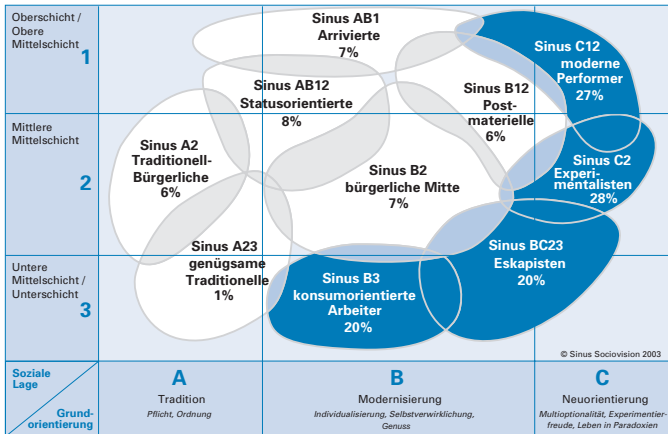 Oberschicht /
Obere
Mittelschicht
1
Sinus AB1
Arrivierte
7%
Sinus C12
moderne
Performer
27%
Sinus AB12
Statusorientierte
8%
Sinus B12
Post-
materielle
6%
Mittlere
Mittelschicht
2
Sinus A2
Traditionell-
Bürgerliche
6%
Sinus B2
bürgerliche Mitte
7%
Sinus C2
Experi-
mentalisten
28%
Untere
Mittelschicht /
Unterschicht
3
Sinus A23
genügsame
Traditionelle
1%
Sinus B3
konsumorientierte
Arbeiter
20%
Sinus BC23
Eskapisten
20%
© Sinus Sociovision 2003
Soziale
Lage
Grund-
orientierung
A
Tradition
Pflicht, Ordnung
B
Modernisierung
Individualisierung, Selbstverwirklichung,
Genuss
C
Neuorientierung
Multioptionalität, Experimentier-
freude, Leben in Paradoxien